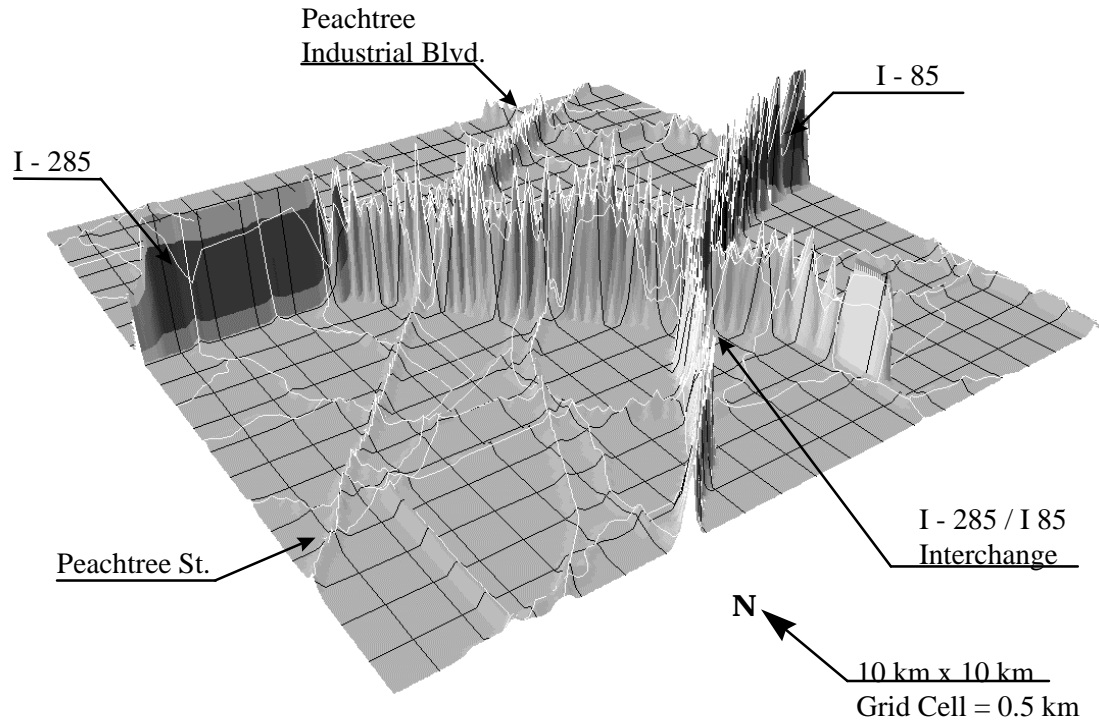 Peachtree
Industrial Blvd.
I - 85
I - 285
I - 285 / I 85
Interchange
Peachtree St.
N
10 km x 10 km
Grid Cell = 0.5 km